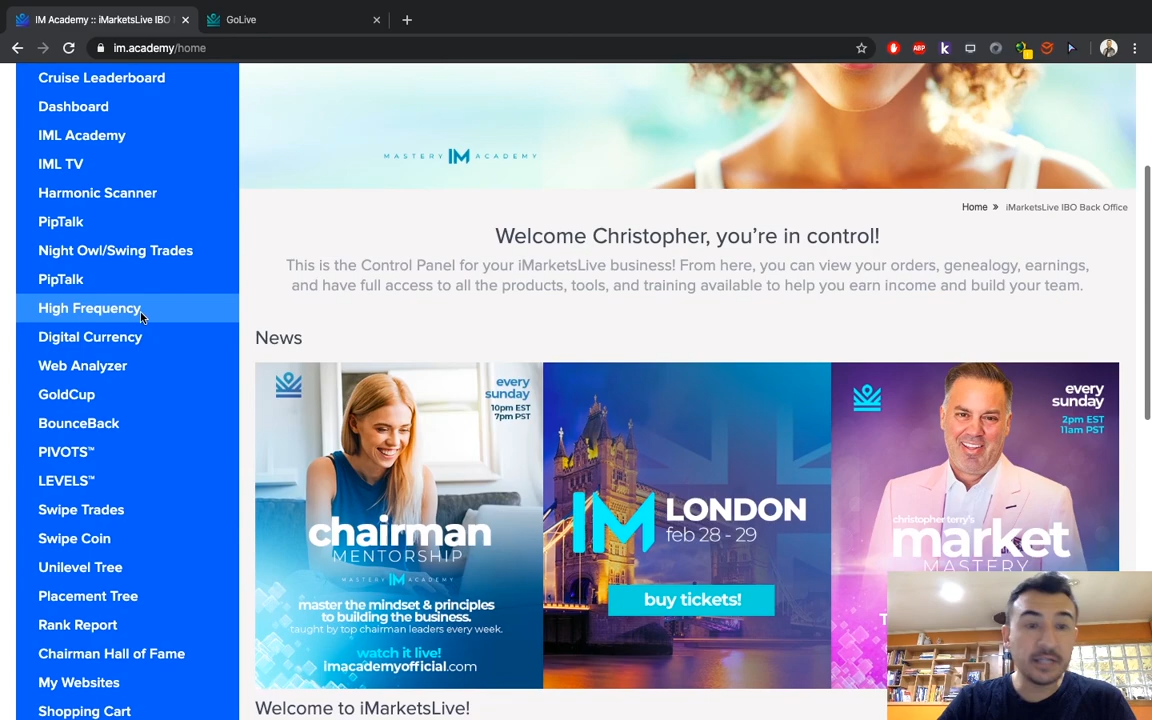 IM Academy :: iMarketsLive IBO
GoLive
im.academy/home
ABP
k
Cruise Leaderboard
Dashboard
IML Academy
IML TV
Harmonic Scanner
PipTalk
Night Owl/Swing Trades
PipTalk
High Frequency
Digital Currency
Web Analyzer
GoldCup
BounceBack
PIVOTS™
LEVELS™
Swipe Trades
Swipe Coin
Unilevel Tree
Placement Tree
Rank Report
Chairman Hall of Fame
My Websites
Shopping Cart
MASTERY IM ACADEMY
Home » iMarketsLive IBO Back Office
Welcome Christopher, you're in control!
This is the Control Panel for your iMarketsLive business! From here, you can view your orders, genealogy, earnings,
and have full access to all the products, tools, and training available to help you earn income and build your team.
News
every
sunday
10pm EST
7pm PST
chairman
MENTORSHIP
MASTERY IM ACADEMY
master the mindset & principles
to building the business.
taught by top chairman leaders every week.
watch it live!
imacademyofficial.com
IM LONDON
feb 28 - 29
buy tickets!
every
sunday
2pm EST
11am PST
christopher terry's
market
MASTERY
Welcome to iMarketsLive!